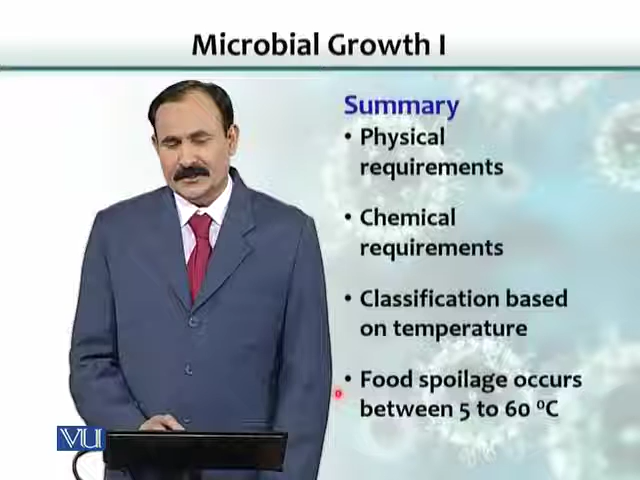 Microbial Growth I
Summary
• Physical
requirements
• Chemical
requirements
• Classification based
on temperature
• Food spoilage occurs
between 5 to 60 ºC
VU